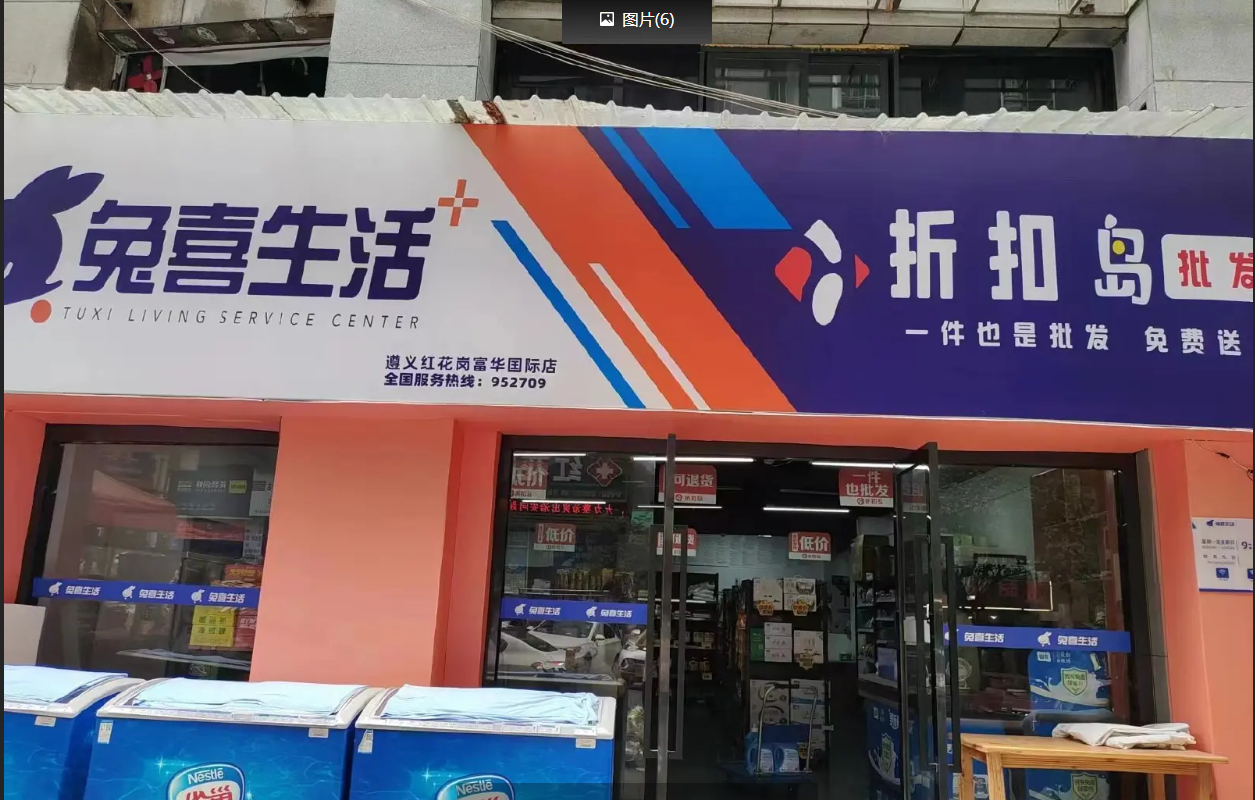 图片(6)
兔喜生活
TUXI LIVING SERVICE CENTER
遵义红花岗富华国际店
全国服务热线：952709
折扣岛 批发
一件也是批发 免费送
低价
可退货
一件
也批发
低价
低价
兔喜生活 兔喜生活 兔喜生活
兔喜生活 兔喜生活
兔喜生活 兔喜生活
Nestlé
Nestlé